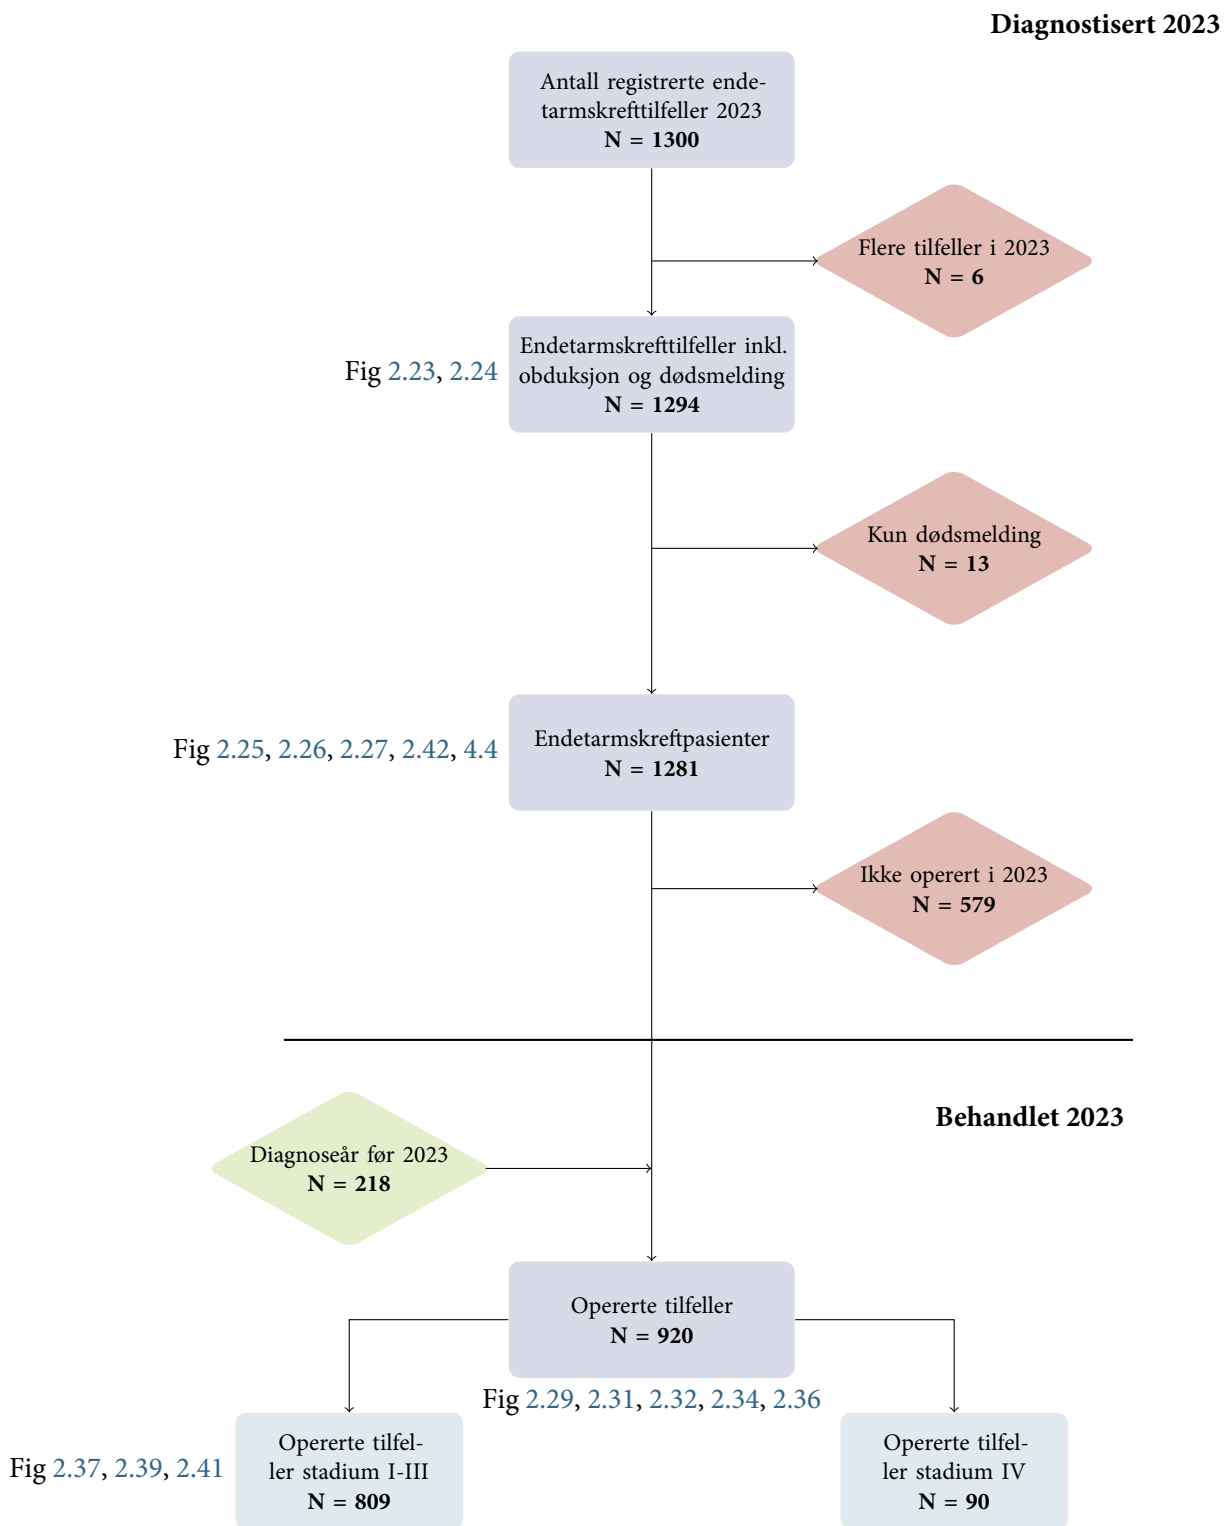 Diagnostisert 2023
Antall registrerte ende-
tarmskrefttilfeller 2023
N = 1300
Flere tilfeller i 2023
N = 6
Endetarmskrefttilfeller inkl.
obduksjon og dødsmelding
N = 1294
Fig 2.23, 2.24
Kun dødsmelding
N = 13
Endetarmskreftpasienter
N = 1281
Fig 2.25, 2.26, 2.27, 2.42, 4.4
Ikke operert i 2023
N = 579
Behandlet 2023
Diagnoseår før 2023
N = 218
Opererte tilfeller
N = 920
Fig 2.29, 2.31, 2.32, 2.34, 2.36
Fig 2.37, 2.39, 2.41
Opererte tilfel-
ler stadium I-III
N = 809
Opererte tilfel-
ler stadium IV
N = 90